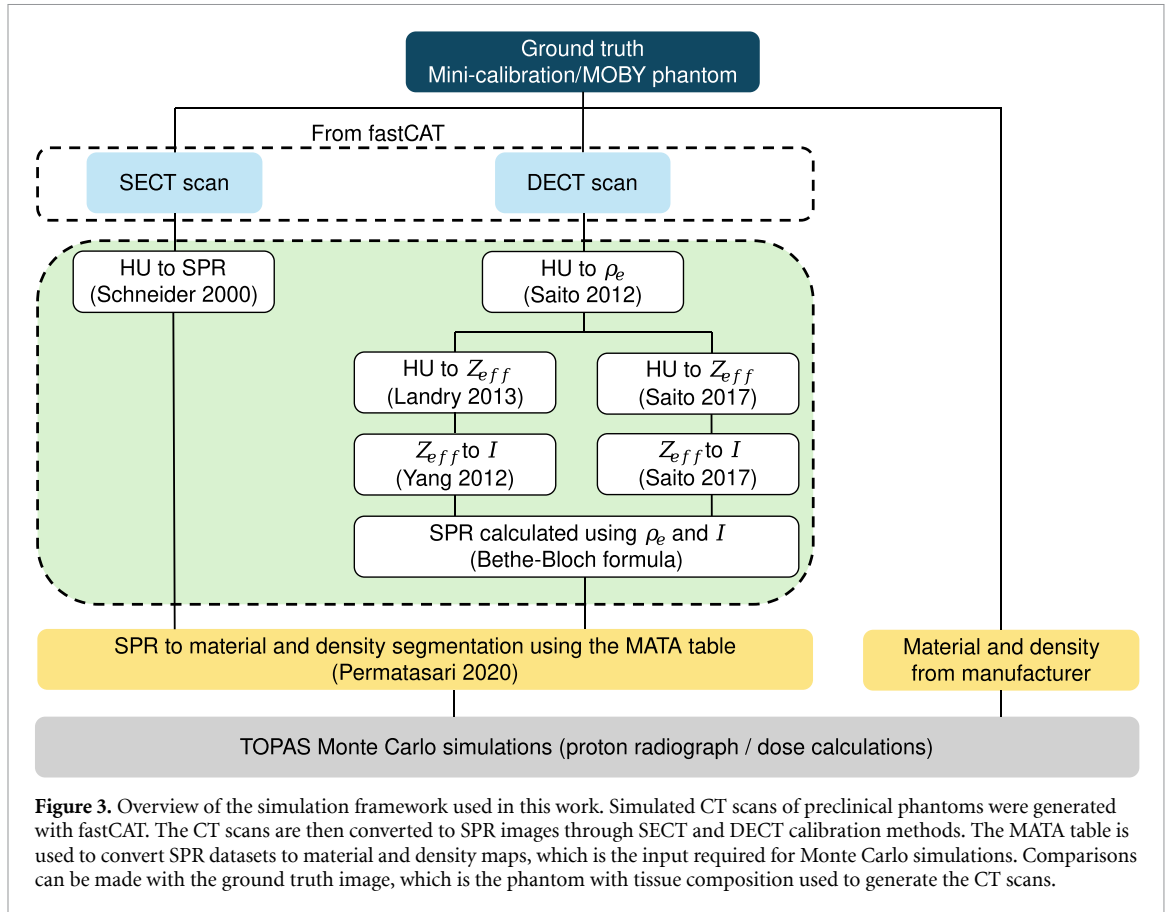 Ground truth
Mini-calibration/MOBY phantom
From fastCAT
SECT scan
DECT scan
HU to SPR
(Schneider 2000)
HU to ρe
(Saito 2012)
HU to Zeff
(Landry 2013)
HU to Zeff
(Saito 2017)
Zeff to I
(Yang 2012)
Zeff to I
(Saito 2017)
SPR calculated using ρe and I
(Bethe-Bloch formula)
SPR to material and density segmentation using the MATA table
(Permatasari 2020)
Material and density
from manufacturer
TOPAS Monte Carlo simulations (proton radiograph / dose calculations)
Figure 3. Overview of the simulation framework used in this work. Simulated CT scans of preclinical phantoms were generated
with fastCAT. The CT scans are then converted to SPR images through SECT and DECT calibration methods. The MATA table is
used to convert SPR datasets to material and density maps, which is the input required for Monte Carlo simulations. Comparisons
can be made with the ground truth image, which is the phantom with tissue composition used to generate the CT scans.